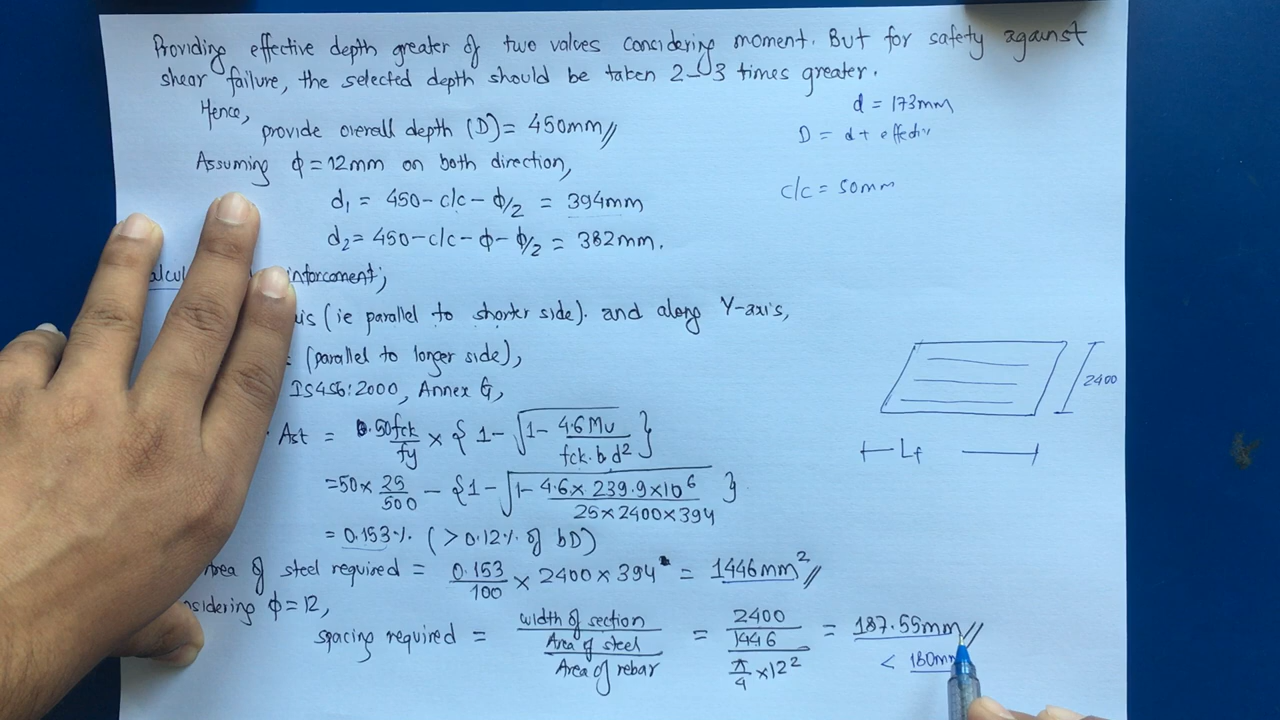 Providing effective depth greater of two values considering moment. But for safety against
shear failure, the selected depth should be taken 2-3 times greater.
Hence,
provide overall depth (D) = 450mm//
d = 173mm
D = d + effectiv
Assuming ϕ = 12mm on both direction,
c/c = 50mm
d₁ = 450 - c/c - ϕ/2 = 394mm
d₂ = 450 - c/c - ϕ - ϕ/2 = 382mm.
alcul inforcement;
is (ie parallel to shorter side). and along Y-axis,
(parallel to longer side),
IS456:2000, Annex G,
2400
Lf
Ast = 50fck/fy × { 1 - √(1 - 4.6 Mu / fck.b d²) }
= 50 × 25/500 - { 1 - √(1 - 4.6 × 239.9 × 10⁶ / 25 × 2400 × 394) }
= 0.153%. (> 0.12%. of bD)
Area of steel required = 0.153/100 × 2400 × 394 = 1446mm²//
nsidering ϕ = 12,
spacing required = width of section / (Area of steel / Area of rebar) = 2400 / (1446 / (π/4 × 12²)) = 187.55mm//
< 180mm